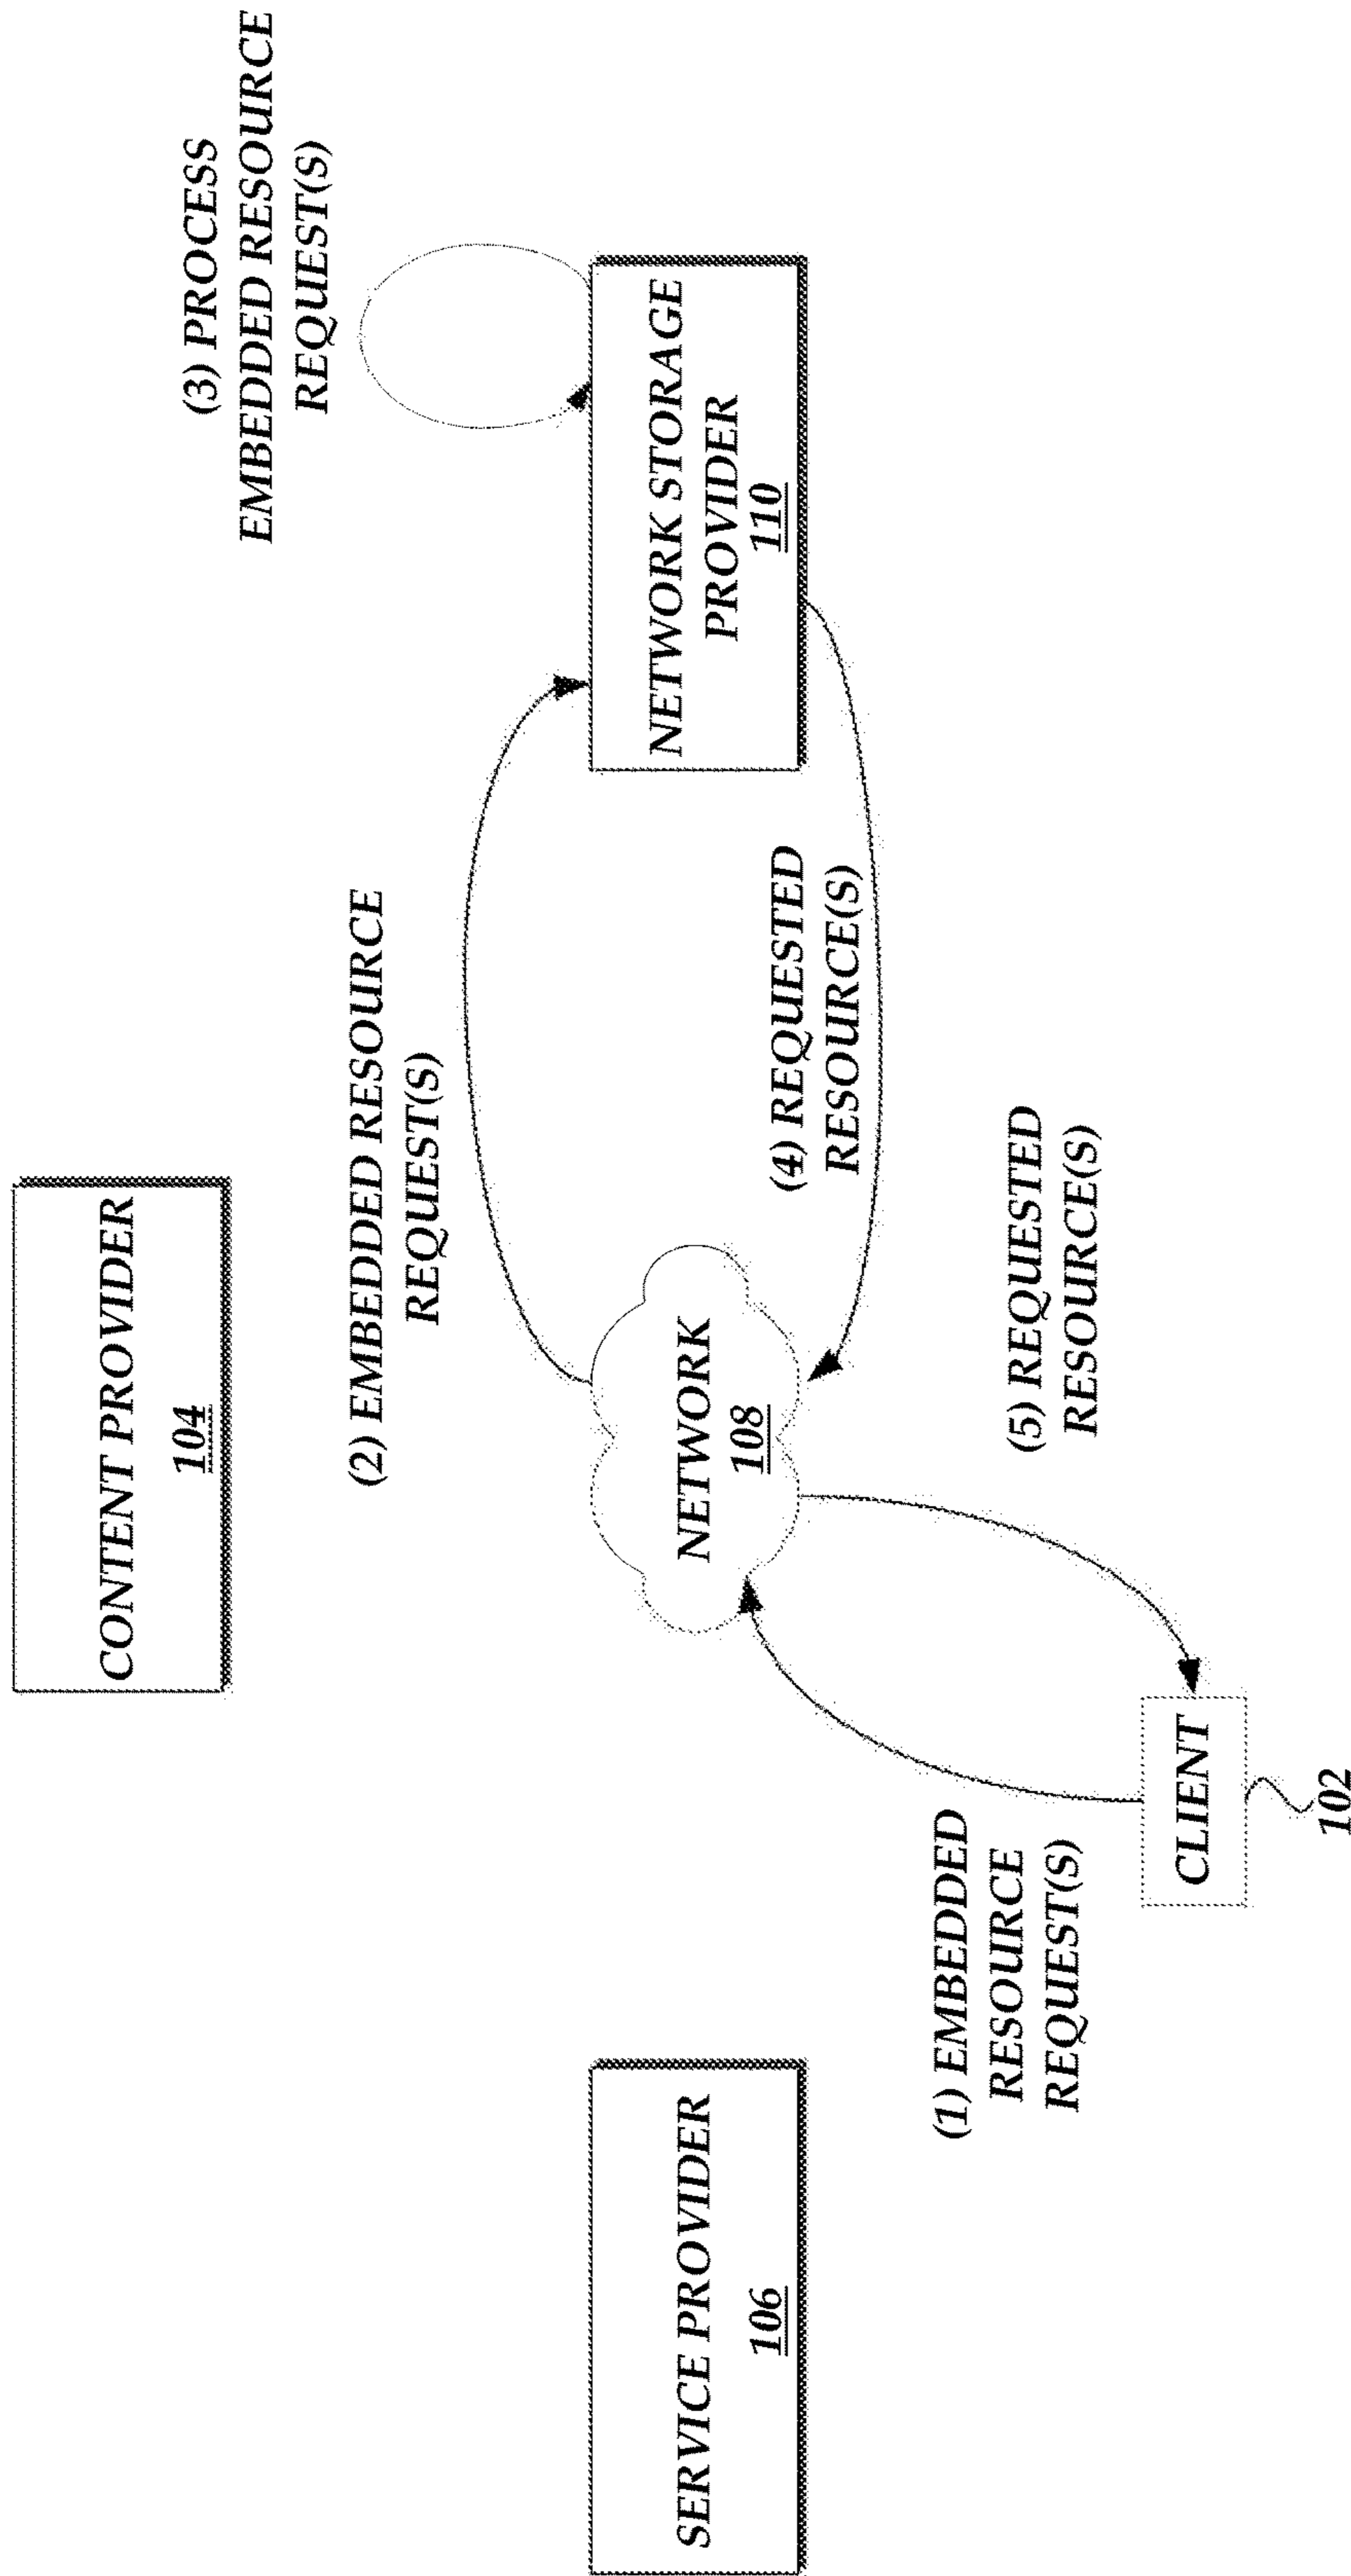 CONTENT PROVIDER
104
(3) PROCESS
EMBEDDED RESOURCE
REQUEST(S)
(2) EMBEDDED RESOURCE
REQUEST(S)
SERVICE PROVIDER
106
NETWORK
108
NETWORK STORAGE
PROVIDER
110
(4) REQUESTED
RESOURCE(S)
(1) EMBEDDED
RESOURCE
REQUEST(S)
(5) REQUESTED
RESOURCE(S)
CLIENT
102